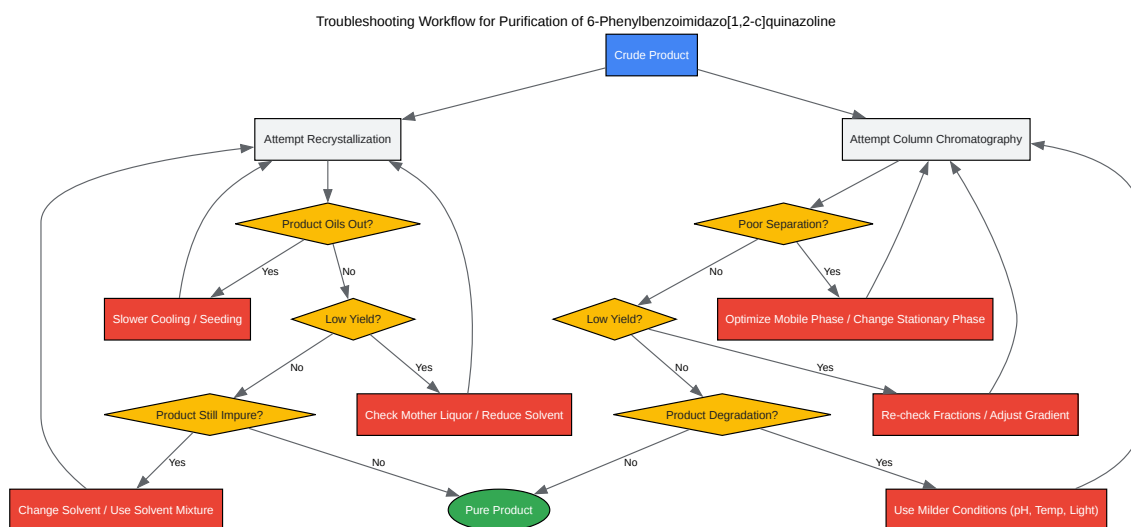 Troubleshooting Workflow for Purification of 6-Phenylbenzoimidazo[1,2-c]quinazoline
Crude Product
Attempt Recrystallization
Attempt Column Chromatography
Product Oils Out?
Poor Separation?
Yes
No
No
Yes
Slower Cooling / Seeding
Low Yield?
Low Yield?
Optimize Mobile Phase / Change Stationary Phase
No
Yes
No
Yes
Product Still Impure?
Check Mother Liquor / Reduce Solvent
Product Degradation?
Re-check Fractions / Adjust Gradient
Yes
No
No
Yes
Change Solvent / Use Solvent Mixture
Pure Product
Use Milder Conditions (pH, Temp, Light)